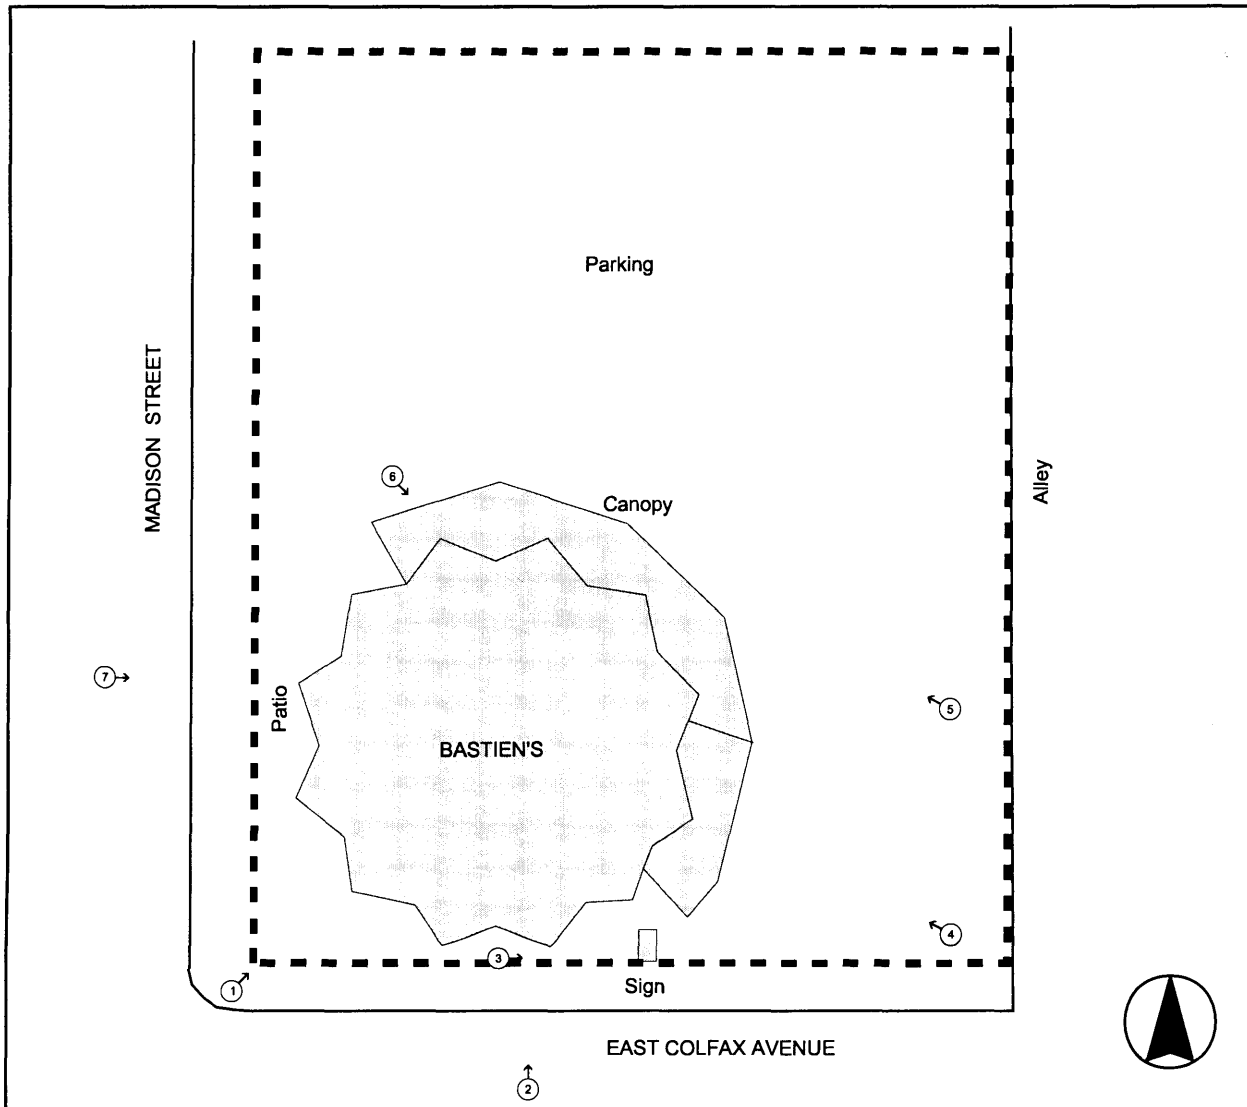 Parking
MADISON STREET
6
Canopy
Alley
7
Patio
5
BASTIEN'S
4
3
1
Sign
EAST COLFAX AVENUE
2